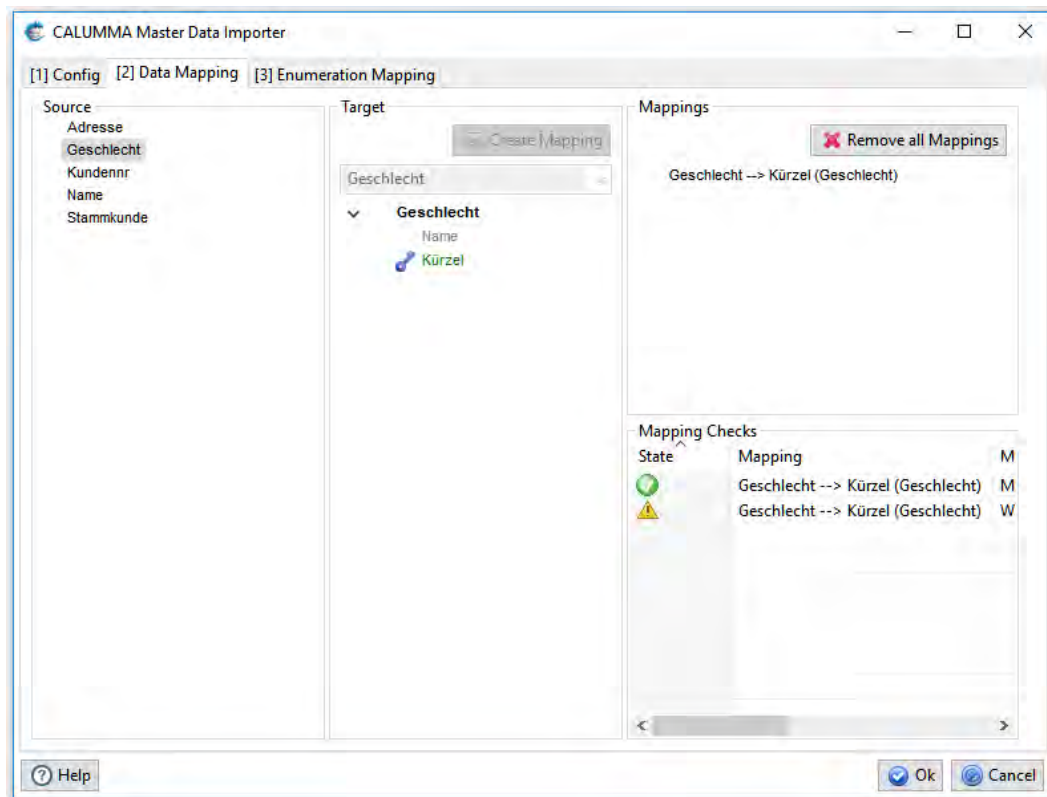 CALUMMA Master Data Importer
[1] Config [2] Data Mapping [3] Enumeration Mapping
Source
Adresse
Geschlecht
Kundennr
Name
Stammkunde
Target
Create Mapping
Geschlecht
Geschlecht
Name
Kürzel
Mappings
Remove all Mappings
Geschlecht --> Kürzel (Geschlecht)
Mapping Checks
State Mapping M
Geschlecht --> Kürzel (Geschlecht) M
Geschlecht --> Kürzel (Geschlecht) W
Help
Ok Cancel